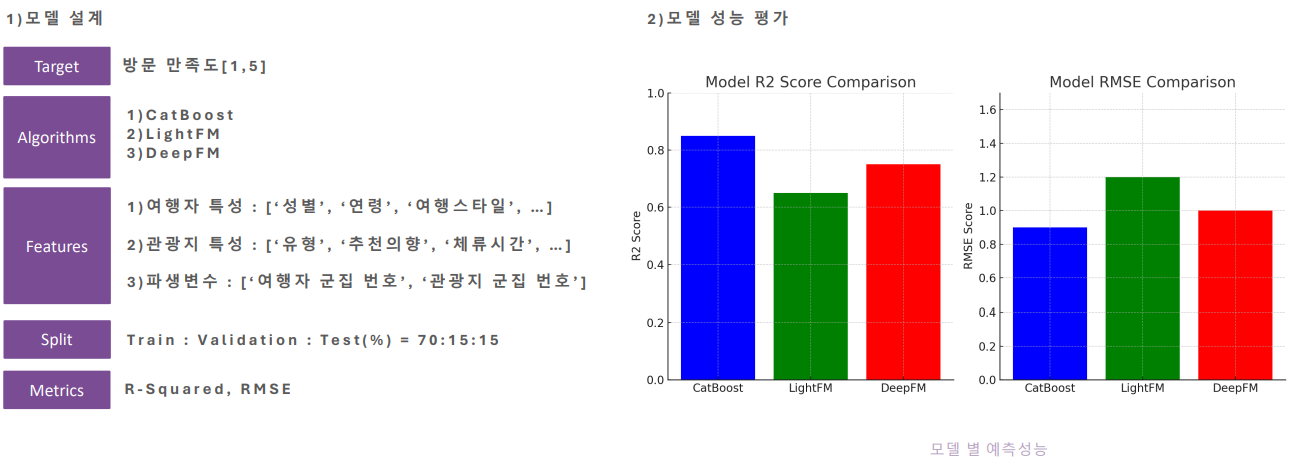 1)모델 설계
Target
방문 만족도[1,5]
Algorithms
1)CatBoost
2)LightFM
3)DeepFM
Features
1)여행자 특성 : [‘성별’, ‘연령’, ‘여행스타일’, …]
2)관광지 특성 : [‘유형’, ‘추천의향’, ‘체류시간’, …]
3)파생변수 : [‘여행자 군집 번호’, ‘관광지 군집 번호’]
Split
Train : Validation : Test(%) = 70:15:15
Metrics
R-Squared, RMSE
2)모델 성능 평가
Model R2 Score Comparison
R2 Score
1.0
0.8
0.6
0.4
0.2
0.0
CatBoost
LightFM
DeepFM
Model RMSE Comparison
RMSE Score
1.6
1.4
1.2
1.0
0.8
0.6
0.4
0.2
0.0
CatBoost
LightFM
DeepFM
모델 별 예측성능